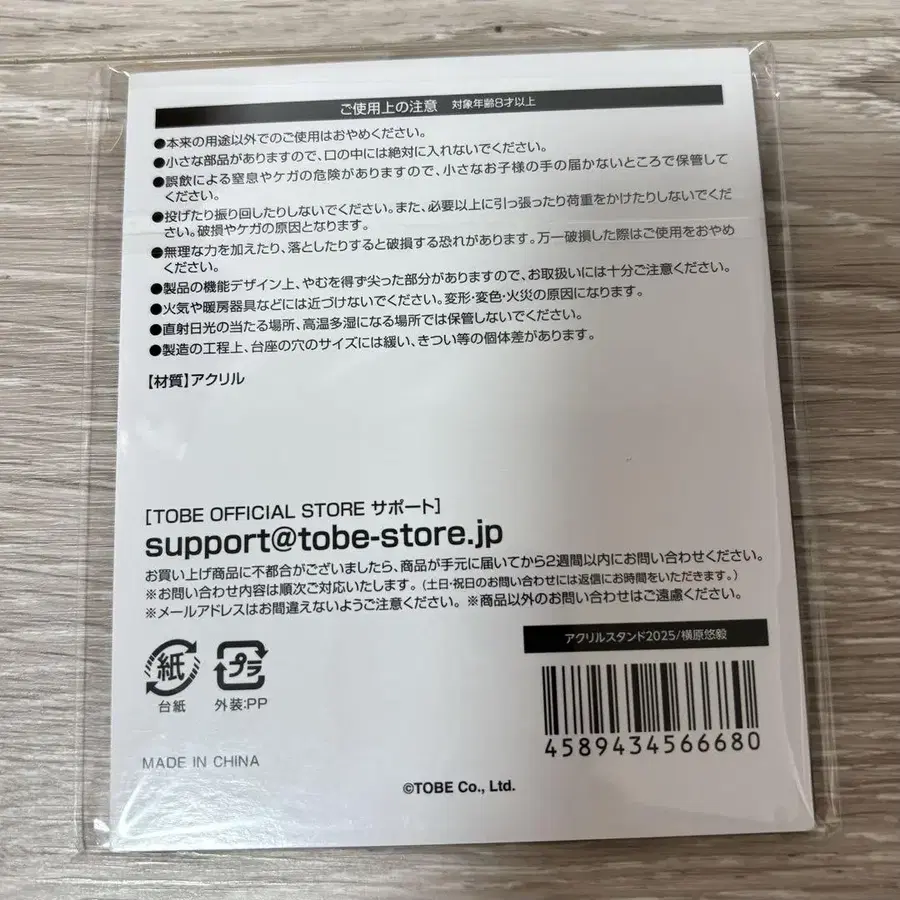 ご使用上の注意 対象年齢8才以上
●本来の用途以外でのご使用はおやめください。
●小さな部品がありますので、口の中には絶対に入れないでください。
●誤飲による窒息やケガの危険がありますので、小さなお子様の手の届かないところで保管して
ください。
●投げたり振り回したりしないでください。また、必要以上に引っ張ったり荷重をかけたりしないでくだ
さい。破損やケガの原因となります。
●無理な力を加えたり、落としたりすると破損する恐れがあります。万一破損した際はご使用をおやめ
ください。
●製品の機能デザイン上、やむを得ず尖った部分がありますので、お取扱いには十分ご注意ください。
●火気や暖房器具などには近づけないでください。変形・変色・火災の原因になります。
●直射日光の当たる場所、高温多湿になる場所では保管しないでください。
●製造の工程上、台座の穴のサイズには緩い、きつい等の個体差があります。
【材質】アクリル
[TOBE OFFICIAL STORE サポート]
support@tobe-store.jp
お買い上げ商品に不都合がございましたら、商品が手元に届いてから2週間以内にお問い合わせください。
※お問い合わせ内容は順次ご対応いたします。（土日・祝日のお問い合わせには返信にお時間をいただきます。）
※メールアドレスはお間違えないようご注意ください。※商品以外のお問い合わせはご遠慮ください。
アクリルスタンド2025/横原悠毅
紙
台紙
プラ
外装:PP
4589434566680
MADE IN CHINA
©TOBE Co., Ltd.